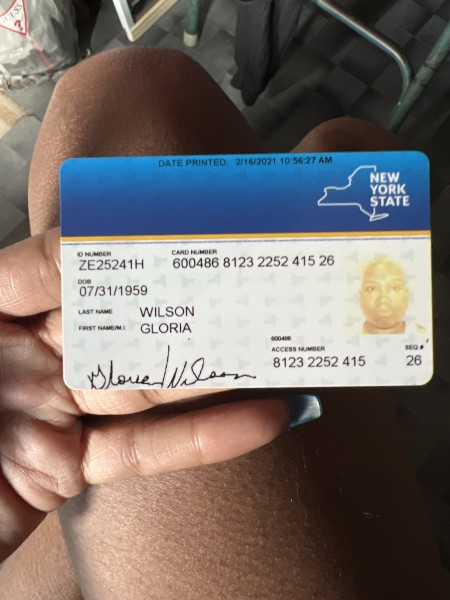 DATE PRINTED: 2/16/2021 10:56:27 AM
NEW
YORK
STATE
ID NUMBER CARD NUMBER
ZE25241H 600486 8123 2252 415 26
DOB
07/31/1959
LAST NAME WILSON
FIRST NAME/M.I. GLORIA
600486
ACCESS NUMBER SEQ #
8123 2252 415 26
Gloria Wilson